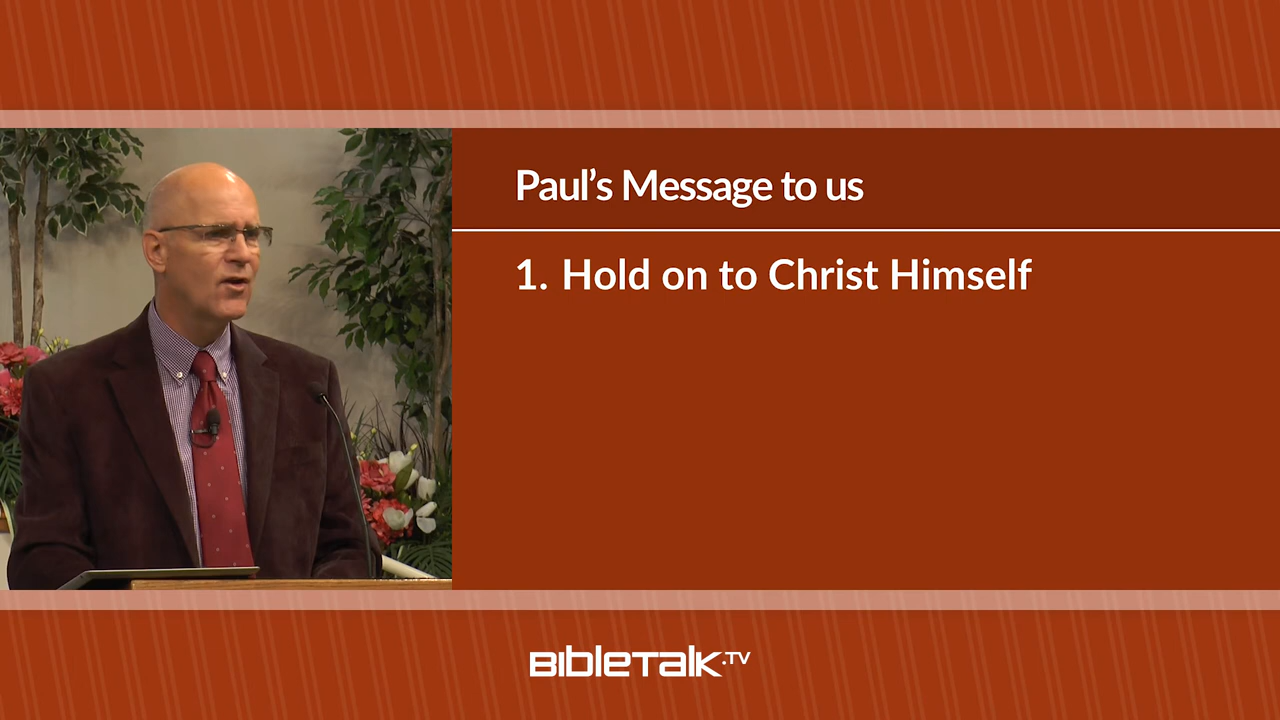 Paul’s Message to us
1. Hold on to Christ Himself
BIBLETALK.TV